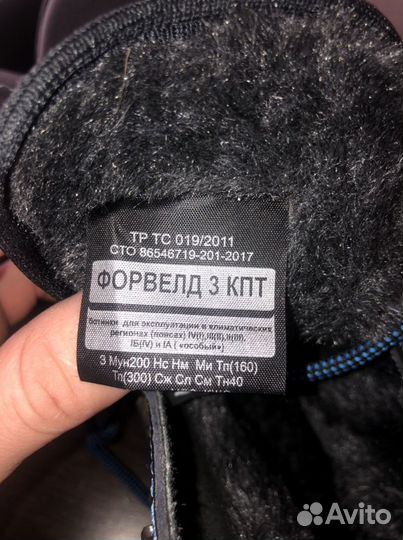 ТР ТС 019/2011
СТО 86546719-201-2017
ФОРВЕЛД 3 КПТ
ботинки для эксплуатации в климатических
регионах (поясах) IV(I),III(II),II(III),
IБ(IV) и IА ( «особый»)
3 Мун200 Нс Нм Ми Тп(160)
Тп(300) Сж Сл См Тн40
Avito